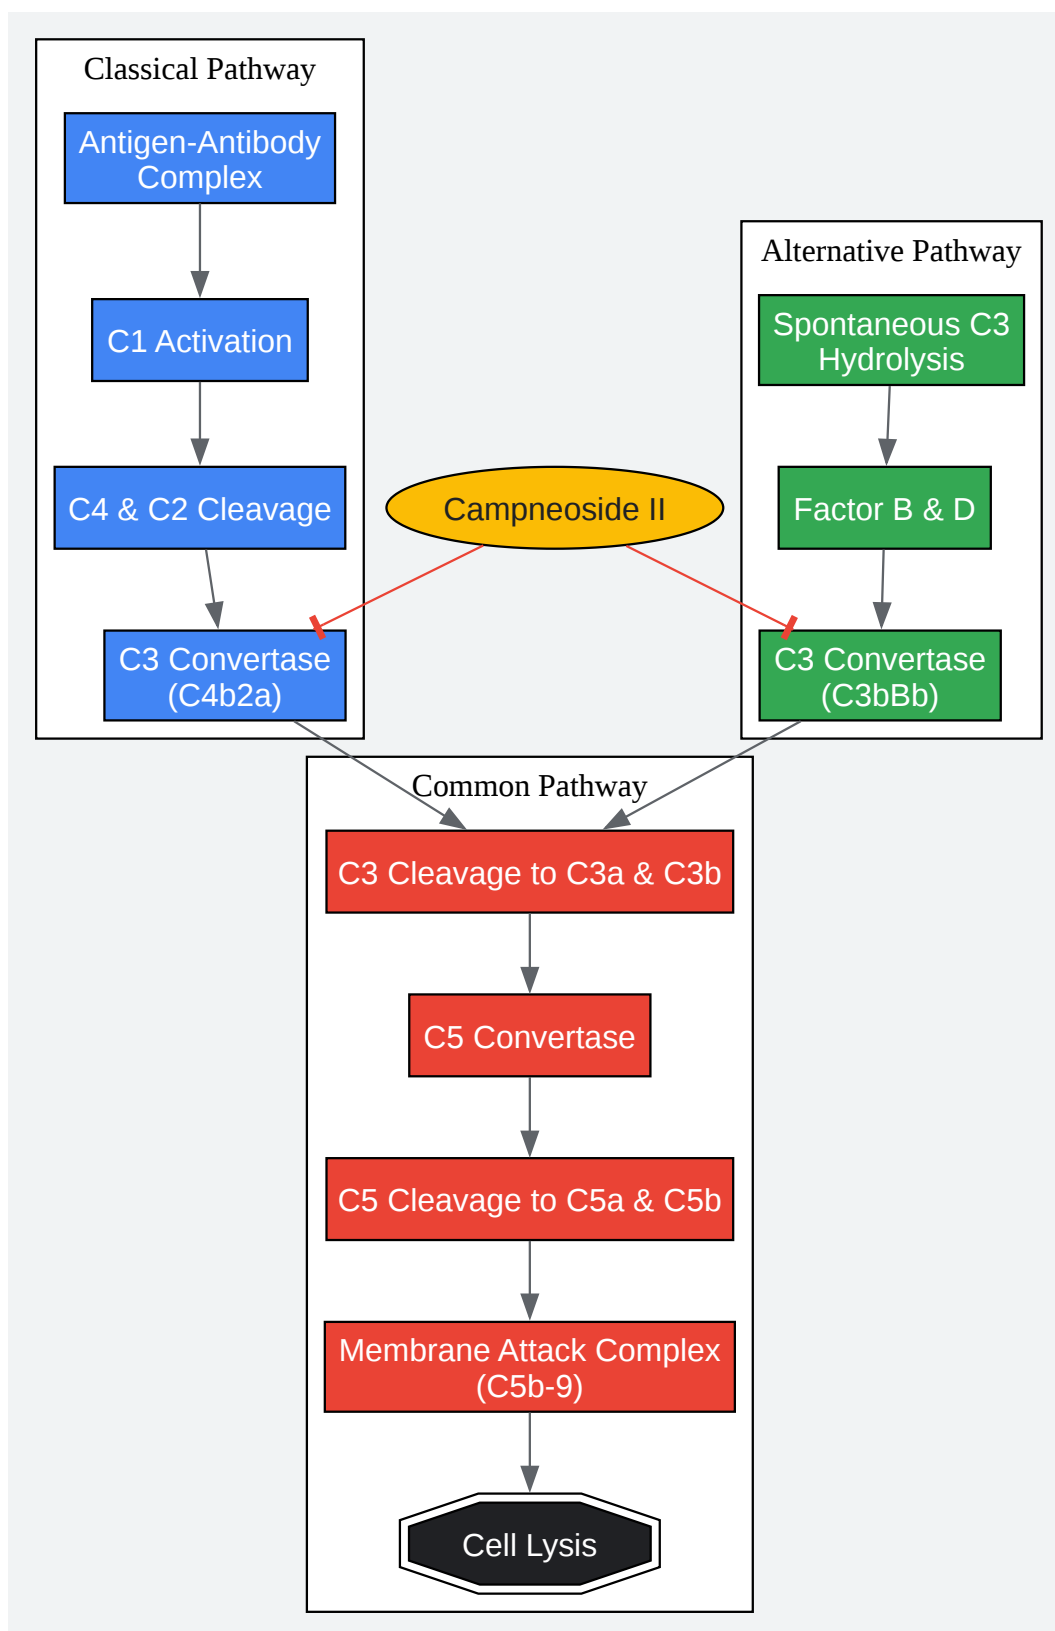 Classical Pathway
Antigen-Antibody
Complex
C1 Activation
C4 & C2 Cleavage
C3 Convertase
(C4b2a)
Campneoside II
Alternative Pathway
Spontaneous C3
Hydrolysis
Factor B & D
C3 Convertase
(C3bBb)
Common Pathway
C3 Cleavage to C3a & C3b
C5 Convertase
C5 Cleavage to C5a & C5b
Membrane Attack Complex
(C5b-9)
Cell Lysis